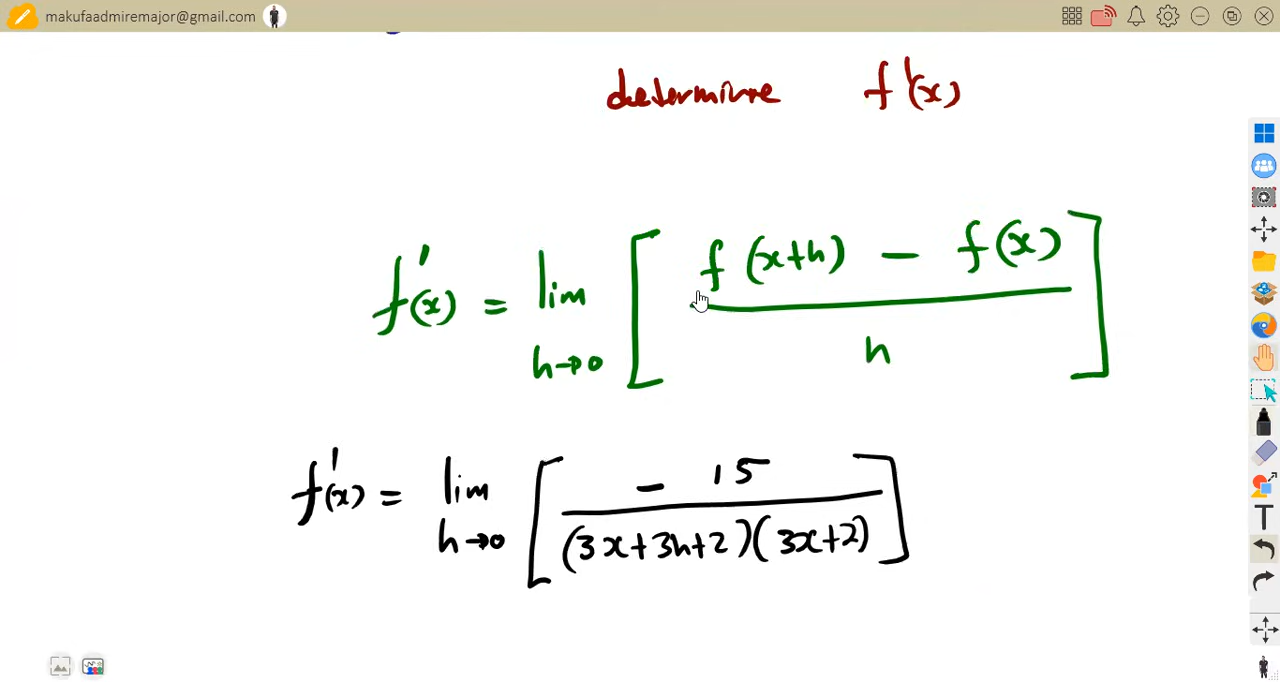 makufaadmiremajor@gmail.com
determine f'(x)
f'(x) = lim h→0 [ f(x+h) - f(x) / h ]
f'(x) = lim h→0 [ - 15 / (3x+3h+2)(3x+2) ]